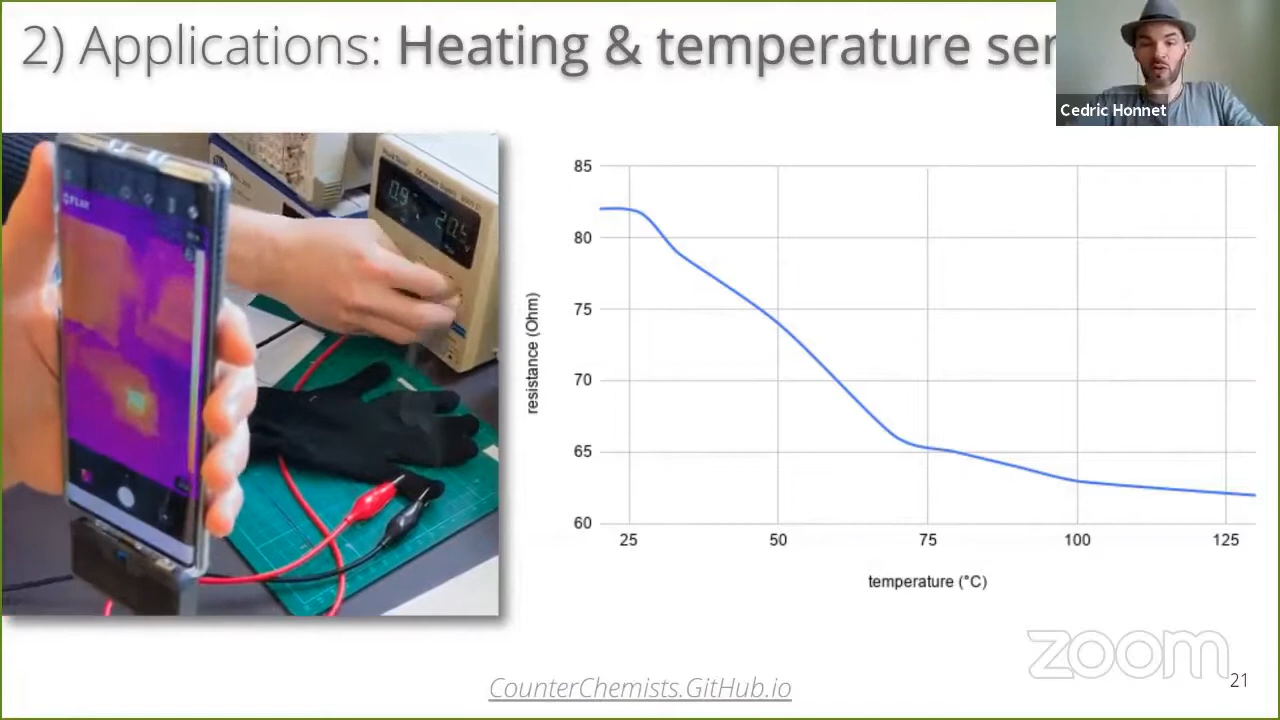 2) Applications: Heating & temperature ser
Cedric Honnet
FLIR
85
80
75
70
65
60
resistance (Ohm)
25 50 75 100 125
temperature (°C)
zoom
CounterChemists.GitHub.io
21